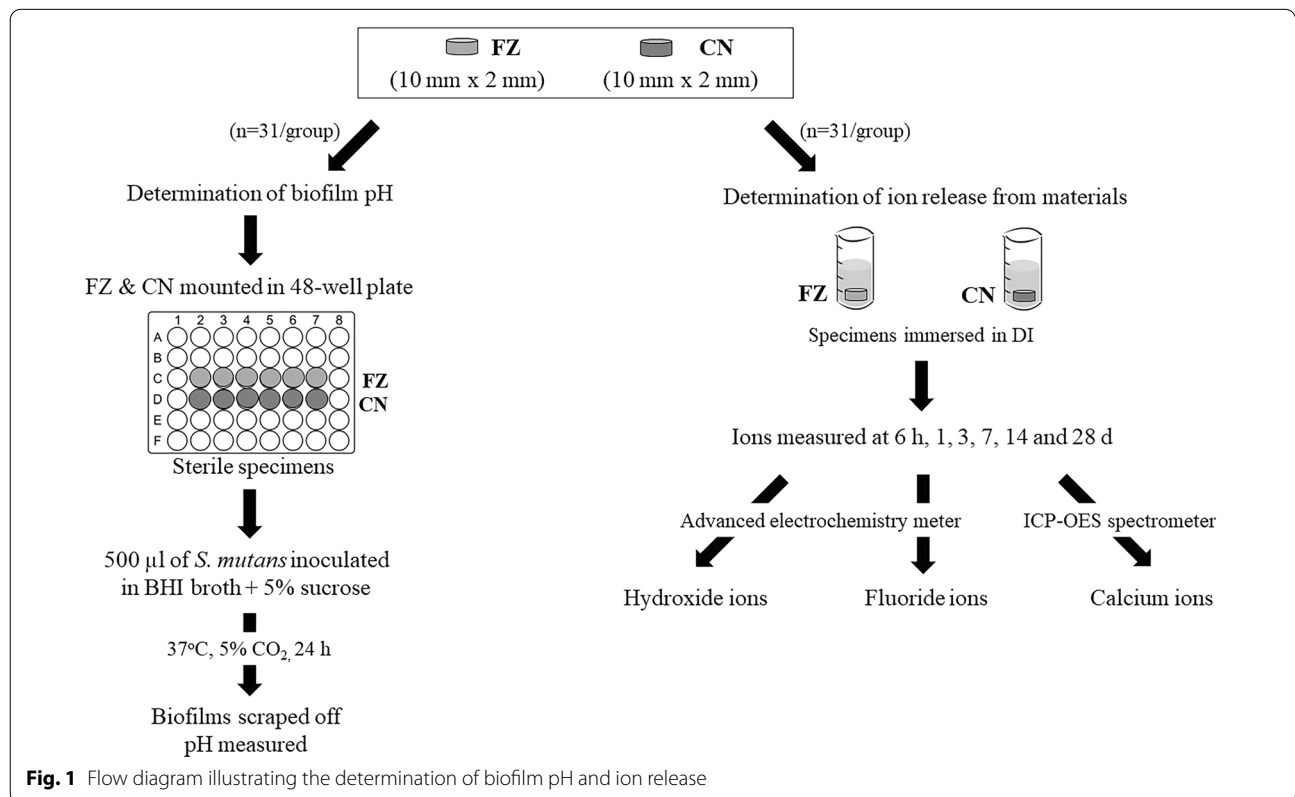 FZ CN
(10 mm x 2 mm) (10 mm x 2 mm)
(n=31/group) (n=31/group)
Determination of biofilm pH
FZ & CN mounted in 48-well plate
1 2 3 4 5 6 7 8
A
B
C FZ
D CN
E
F
Sterile specimens
500 µl of S. mutans inoculated
in BHI broth + 5% sucrose
37°C, 5% CO₂, 24 h
Biofilms scraped off
pH measured
Determination of ion release from materials
FZ CN
Specimens immersed in DI
Ions measured at 6 h, 1, 3, 7, 14 and 28 d
Advanced electrochemistry meter ICP-OES spectrometer
Hydroxide ions Fluoride ions Calcium ions
Fig. 1 Flow diagram illustrating the determination of biofilm pH and ion release